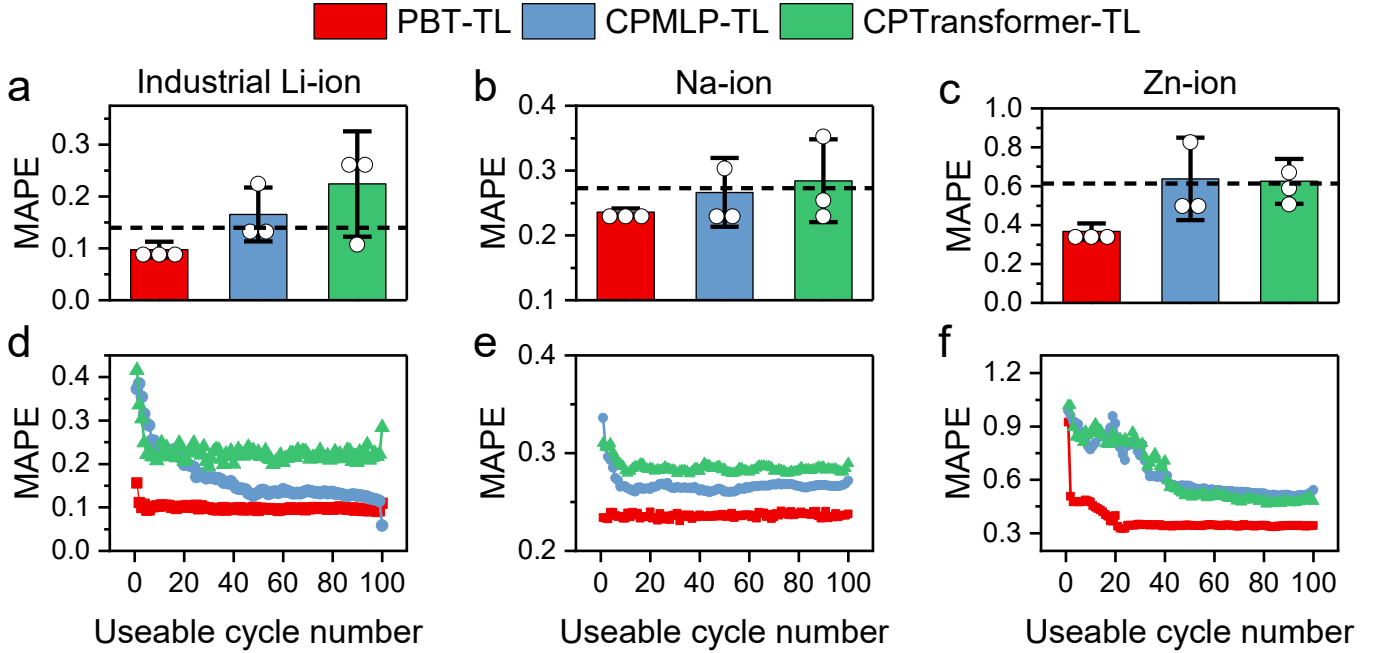 PBT-TL CPMLP-TL CPTransformer-TL
a Industrial Li-ion
MAPE
0.3
0.2
0.1
0.0
b Na-ion
MAPE
0.4
0.3
0.2
0.1
c Zn-ion
MAPE
1.0
0.8
0.6
0.4
0.2
0.0
d
MAPE
0.4
0.3
0.2
0.1
0.0
0 20 40 60 80 100
Useable cycle number
e
MAPE
0.4
0.3
0.2
0 20 40 60 80 100
Useable cycle number
f
MAPE
1.2
0.9
0.6
0.3
0 20 40 60 80 100
Useable cycle number